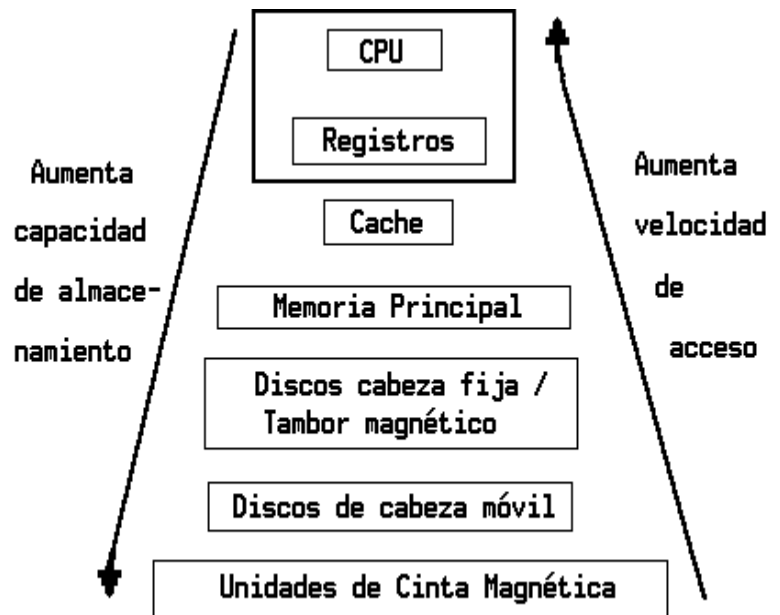 CPU
Registros
Cache
Memoria Principal
Discos cabeza fija /
Tambor magnético
Discos de cabeza móvil
Unidades de Cinta Magnética
Aumenta
capacidad
de almace-
namiento
Aumenta
velocidad
de
acceso